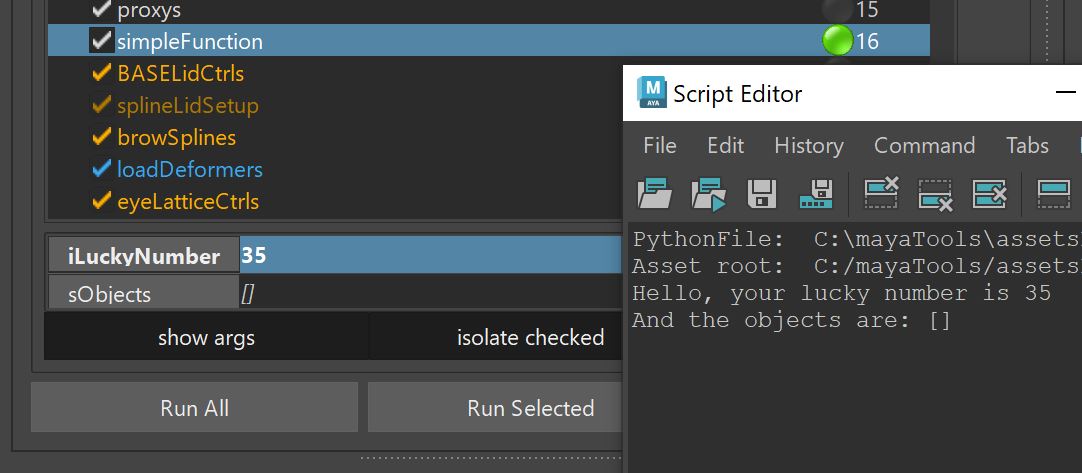 proxys 15
simpleFunction 16
BASELidCtrls
splineLidSetup
browSplines
loadDeformers
eyeLatticeCtrls
iLuckyNumber 35
sObjects []
show args isolate checked
Run All Run Selected
M
AYA
Script Editor
File Edit History Command Tabs
PythonFile: C:\mayaTools\assets
Asset root: C:/mayaTools/assets
Hello, your lucky number is 35
And the objects are: []